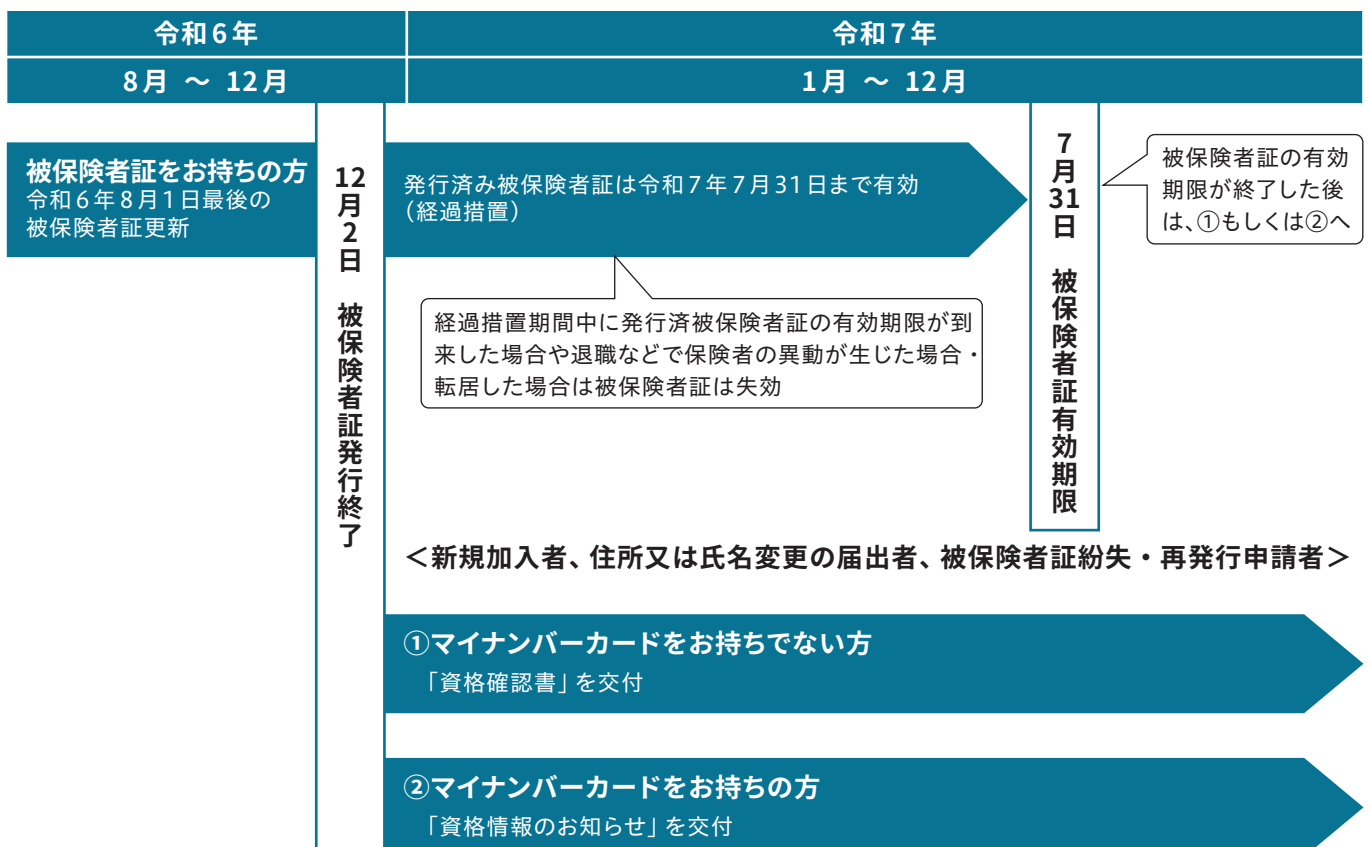 令和6年
令和7年
8月 ～ 12月
1月 ～ 12月
被保険者証をお持ちの方
令和6年8月1日最後の
被保険者証更新
12月2日 被保険者証発行終了
発行済み被保険者証は令和7年7月31日まで有効
（経過措置）
経過措置期間中に発行済被保険者証の有効期限が到
来した場合や退職などで保険者の異動が生じた場合・
転居した場合は被保険者証は失効
7月31日 被保険者証有効期限
被保険者証の有効
期限が終了した後
は、①もしくは②へ
＜新規加入者、住所又は氏名変更の届出者、被保険者証紛失・再発行申請者＞
①マイナンバーカードをお持ちでない方
「資格確認書」を交付
②マイナンバーカードをお持ちの方
「資格情報のお知らせ」を交付